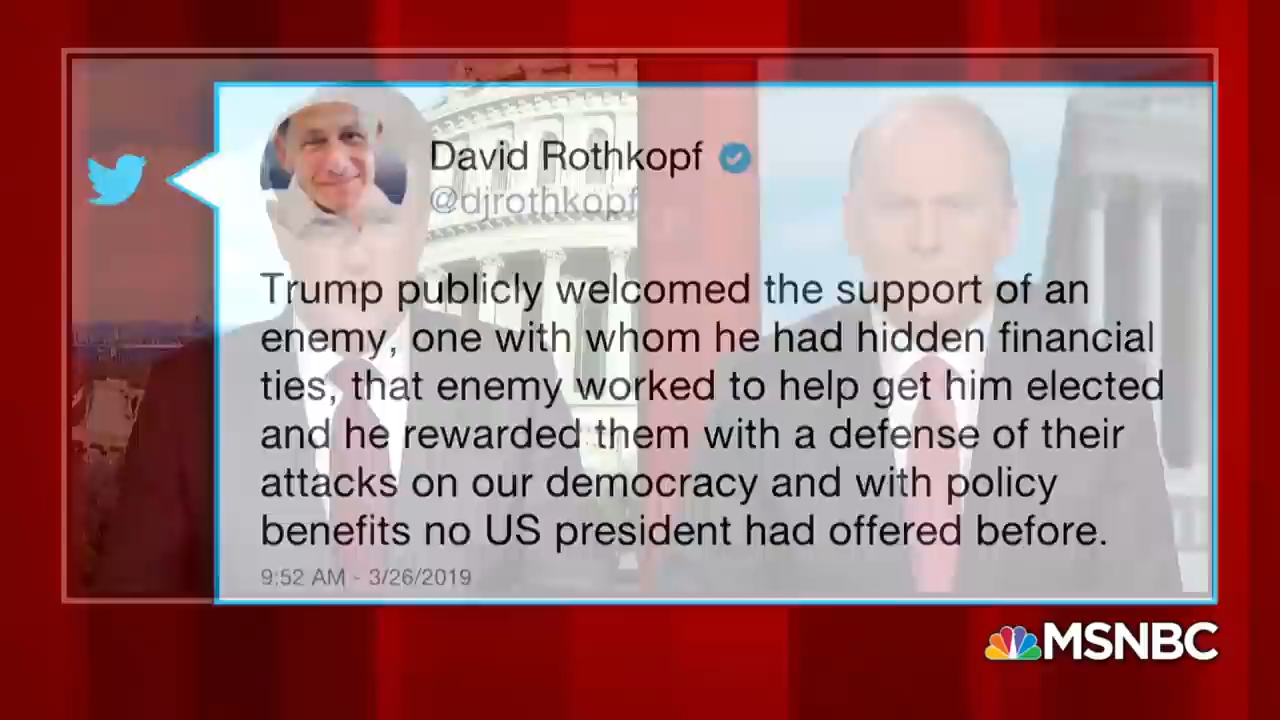 David Rothkopf
@djrothkopf
Trump publicly welcomed the support of an
enemy, one with whom he had hidden financial
ties, that enemy worked to help get him elected
and he rewarded them with a defense of their
attacks on our democracy and with policy
benefits no US president had offered before.
9:52 AM - 3/26/2019
MSNBC